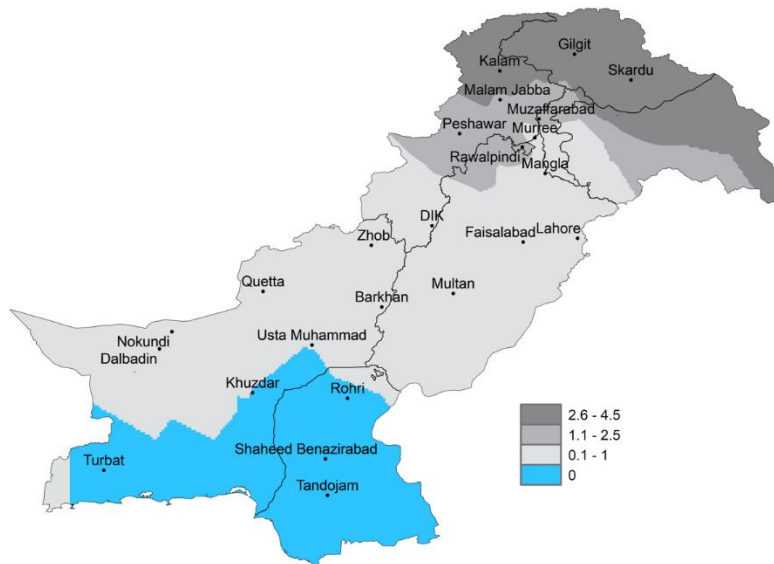 Gilgit
Kalam
Skardu
Malam Jabba
Muzaffarabad
Peshawar
Murree
Rawalpindi
Mangla
DIK
Zhob
Faisalabad
Lahore
Quetta
Barkhan
Multan
Nokundi
Dalbadin
Usta Muhammad
Khuzdar
Rohri
Turbat
Shaheed Benazirabad
Tandojam
2.6 - 4.5
1.1 - 2.5
0.1 - 1
0